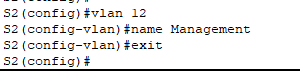 S2(config)#vlan 12
S2(config-vlan)#name Management
S2(config-vlan)#exit
S2(config)#